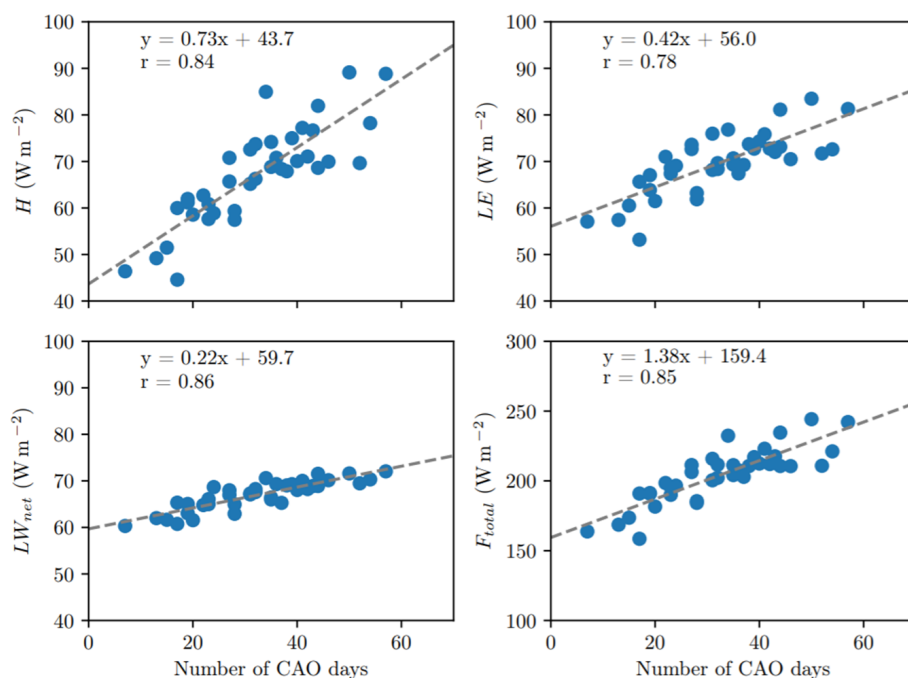 y = 0.73x + 43.7
r = 0.84
100
90
80
70
60
50
40
H (W m−2)
y = 0.42x + 56.0
r = 0.78
100
90
80
70
60
50
40
LE (W m−2)
y = 0.22x + 59.7
r = 0.86
100
90
80
70
60
50
40
LWnet (W m−2)
0 20 40 60
Number of CAO days
y = 1.38x + 159.4
r = 0.85
300
250
200
150
100
Ftotal (W m−2)
0 20 40 60
Number of CAO days